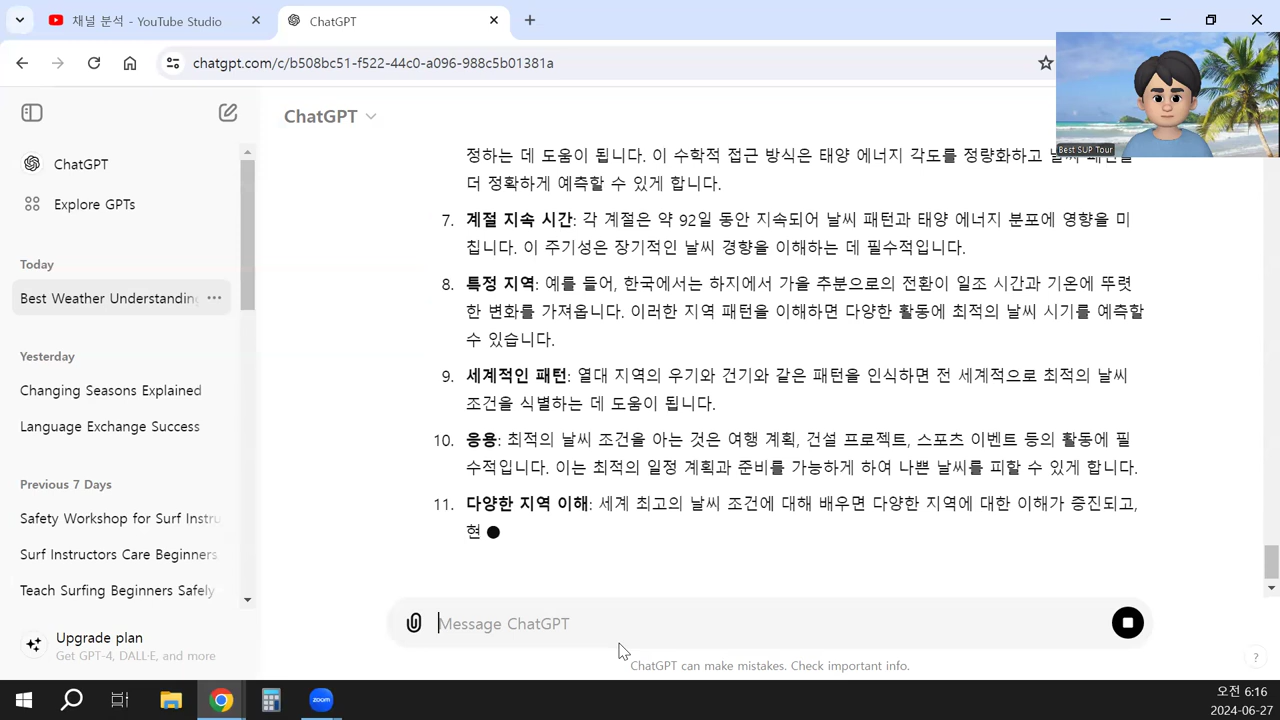 채널 분석 - YouTube Studio
ChatGPT
chatgpt.com/c/b508bc51-f522-44c0-a096-988c5b01381a
Best SUP Tour
ChatGPT
Explore GPTs
Today
Best Weather Understanding
Yesterday
Changing Seasons Explained
Language Exchange Success
Previous 7 Days
Safety Workshop for Surf Instru
Surf Instructors Care Beginners
Teach Surfing Beginners Safely
Upgrade plan
Get GPT-4, DALL·E, and more
ChatGPT
정하는 데 도움이 됩니다. 이 수학적 접근 방식은 태양 에너지 각도를 정량화하고
더 정확하게 예측할 수 있게 합니다.
7. 계절 지속 시간: 각 계절은 약 92일 동안 지속되어 날씨 패턴과 태양 에너지 분포에 영향을 미
칩니다. 이 주기성은 장기적인 날씨 경향을 이해하는 데 필수적입니다.
8. 특정 지역: 예를 들어, 한국에서는 하지에서 가을 추분으로의 전환이 일조 시간과 기온에 뚜렷
한 변화를 가져옵니다. 이러한 지역 패턴을 이해하면 다양한 활동에 최적의 날씨 시기를 예측할
수 있습니다.
9. 세계적인 패턴: 열대 지역의 우기와 건기와 같은 패턴을 인식하면 전 세계적으로 최적의 날씨
조건을 식별하는 데 도움이 됩니다.
10. 응용: 최적의 날씨 조건을 아는 것은 여행 계획, 건설 프로젝트, 스포츠 이벤트 등의 활동에 필
수적입니다. 이는 최적의 일정 계획과 준비를 가능하게 하여 나쁜 날씨를 피할 수 있게 합니다.
11. 다양한 지역 이해: 세계 최고의 날씨 조건에 대해 배우면 다양한 지역에 대한 이해가 증진되고,
현
Message ChatGPT
ChatGPT can make mistakes. Check important info.
?
zoom
오전 6:16
2024-06-27